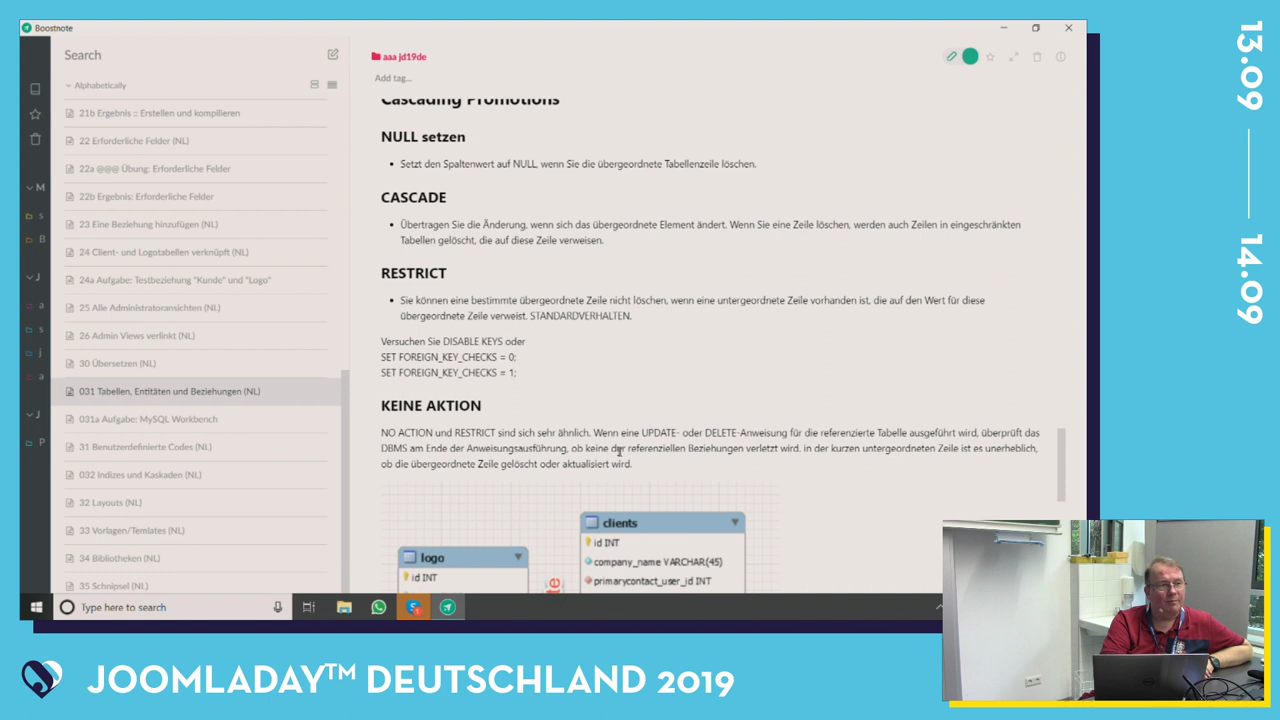 Boostnote
Search
Alphabetically
21b Ergebnis :: Erstellen und kompilieren
22 Erforderliche Felder (NL)
22a @@@ Übung: Erforderliche Felder
22b Ergebnis: Erforderliche Felder
23 Eine Beziehung hinzufügen (NL)
24 Client- und Logotabellen verknüpft (NL)
24a Aufgabe: Testbeziehung "Kunde" und "Logo"
25 Alle Administratoransichten (NL)
26 Admin Views verlinkt (NL)
30 Übersetzen (NL)
031 Tabellen, Entitäten und Beziehungen (NL)
031a Aufgabe: MySQL Workbench
31 Benutzerdefinierte Codes (NL)
032 Indizes und Kaskaden (NL)
32 Layouts (NL)
33 Vorlagen/Temlates (NL)
34 Bibliotheken (NL)
35 Schnipsel (NL)
M
s
B
J
a
s
j
a
J
P
aaa jd19de
Add tag...
Cascading Promotions
NULL setzen
Setzt den Spaltenwert auf NULL, wenn Sie die übergeordnete Tabellenzeile löschen.
CASCADE
Übertragen Sie die Änderung, wenn sich das übergeordnete Element ändert. Wenn Sie eine Zeile löschen, werden auch Zeilen in eingeschränkten
Tabellen gelöscht, die auf diese Zeile verweisen.
RESTRICT
Sie können eine bestimmte übergeordnete Zeile nicht löschen, wenn eine untergeordnete Zeile vorhanden ist, die auf den Wert für diese
übergeordnete Zeile verweist. STANDARDVERHALTEN.
Versuchen Sie DISABLE KEYS oder
SET FOREIGN_KEY_CHECKS = 0;
SET FOREIGN_KEY_CHECKS = 1;
KEINE AKTION
NO ACTION und RESTRICT sind sich sehr ähnlich. Wenn eine UPDATE- oder DELETE-Anweisung für die referenzierte Tabelle ausgeführt wird, überprüft das
DBMS am Ende der Anweisungsausführung, ob keine der referenziellen Beziehungen verletzt wird. in der kurzen untergeordneten Zeile ist es unerheblich,
ob die übergeordnete Zeile gelöscht oder aktualisiert wird.
logo
id INT
clients
id INT
company_name VARCHAR(45)
primarycontact_user_id INT
Type here to search
13.09
14.09
JOOMLADAY™ DEUTSCHLAND 2019